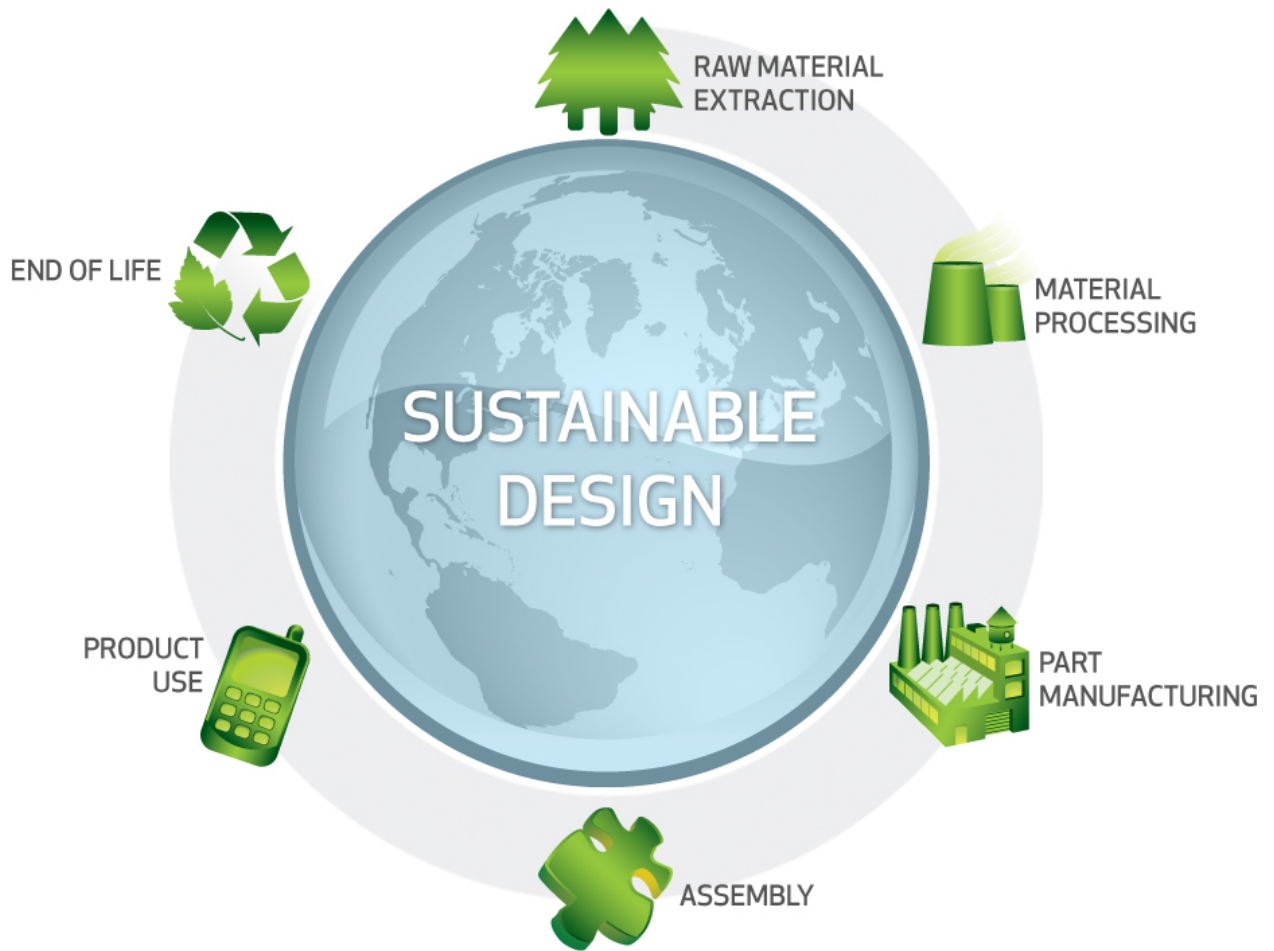 RAW MATERIAL
EXTRACTION
MATERIAL
PROCESSING
PART
MANUFACTURING
ASSEMBLY
PRODUCT
USE
END OF LIFE
SUSTAINABLE
DESIGN